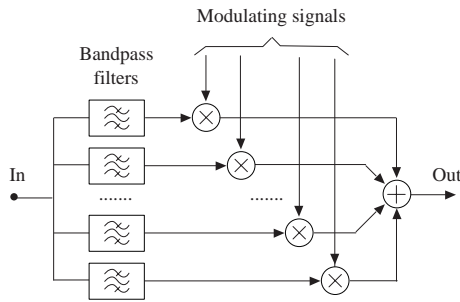 Modulating signals
Bandpass
filters
In
Out
.......
.......